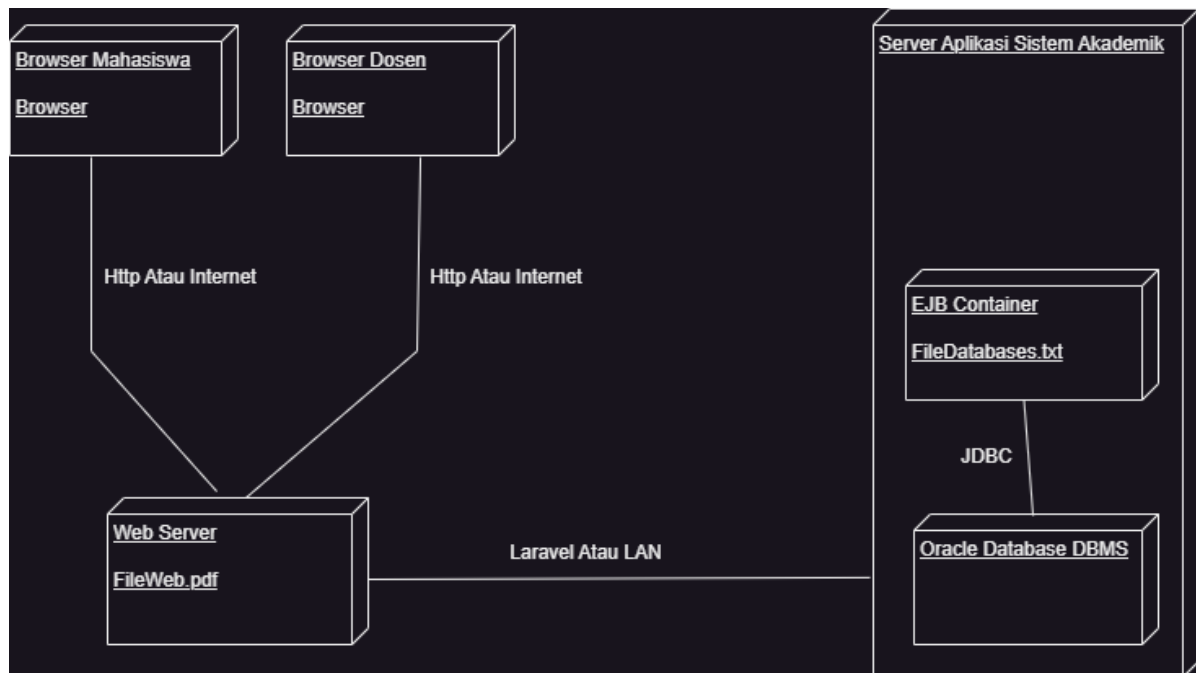 Browser Mahasiswa
Browser
Browser Dosen
Browser
Server Aplikasi Sistem Akademik
Http Atau Internet
Http Atau Internet
EJB Container
FileDatabases.txt
JDBC
Web Server
FileWeb.pdf
Laravel Atau LAN
Oracle Database DBMS